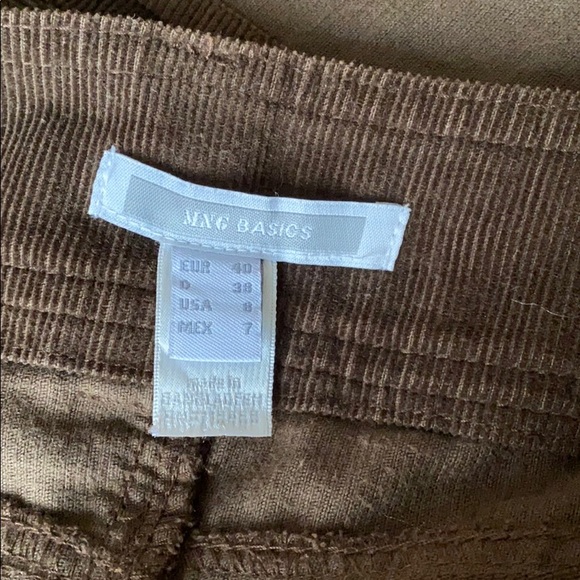 MNG BASICS
EUR 40
D 38
USA 8
MEX 7
made in
BANGLADESH